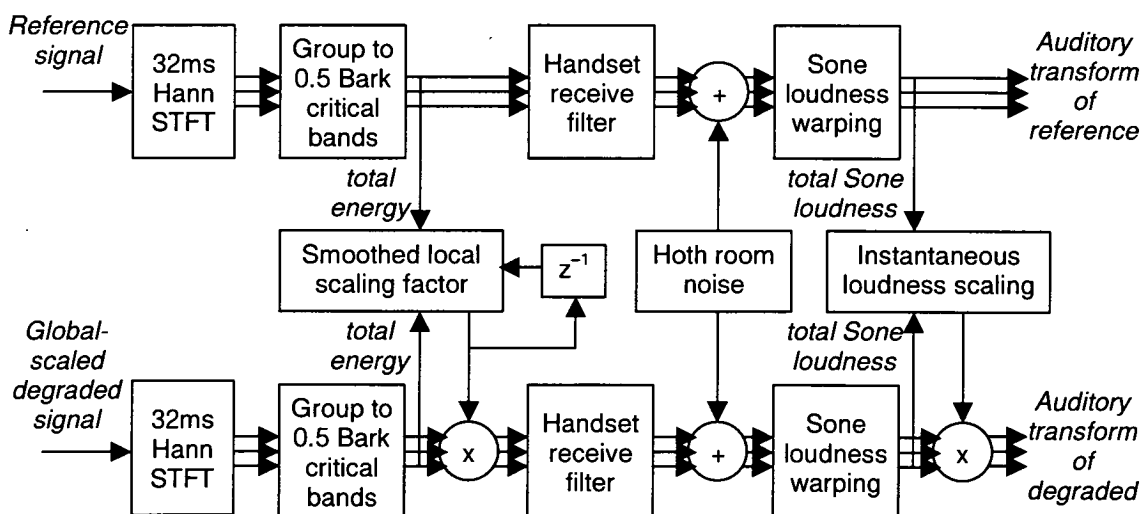 Reference
signal
32ms
Hann
STFT
Group to
0.5 Bark
critical
bands
Handset
receive
filter
+
Sone
loudness
warping
Auditory
transform
of
reference
total
energy
total Sone
loudness
Smoothed local
scaling factor
z⁻¹
Hoth room
noise
Instantaneous
loudness scaling
Global-
scaled
degraded
signal
total
energy
total Sone
loudness
32ms
Hann
STFT
Group to
0.5 Bark
critical
bands
x
Handset
receive
filter
+
Sone
loudness
warping
x
Auditory
transform
of
degraded